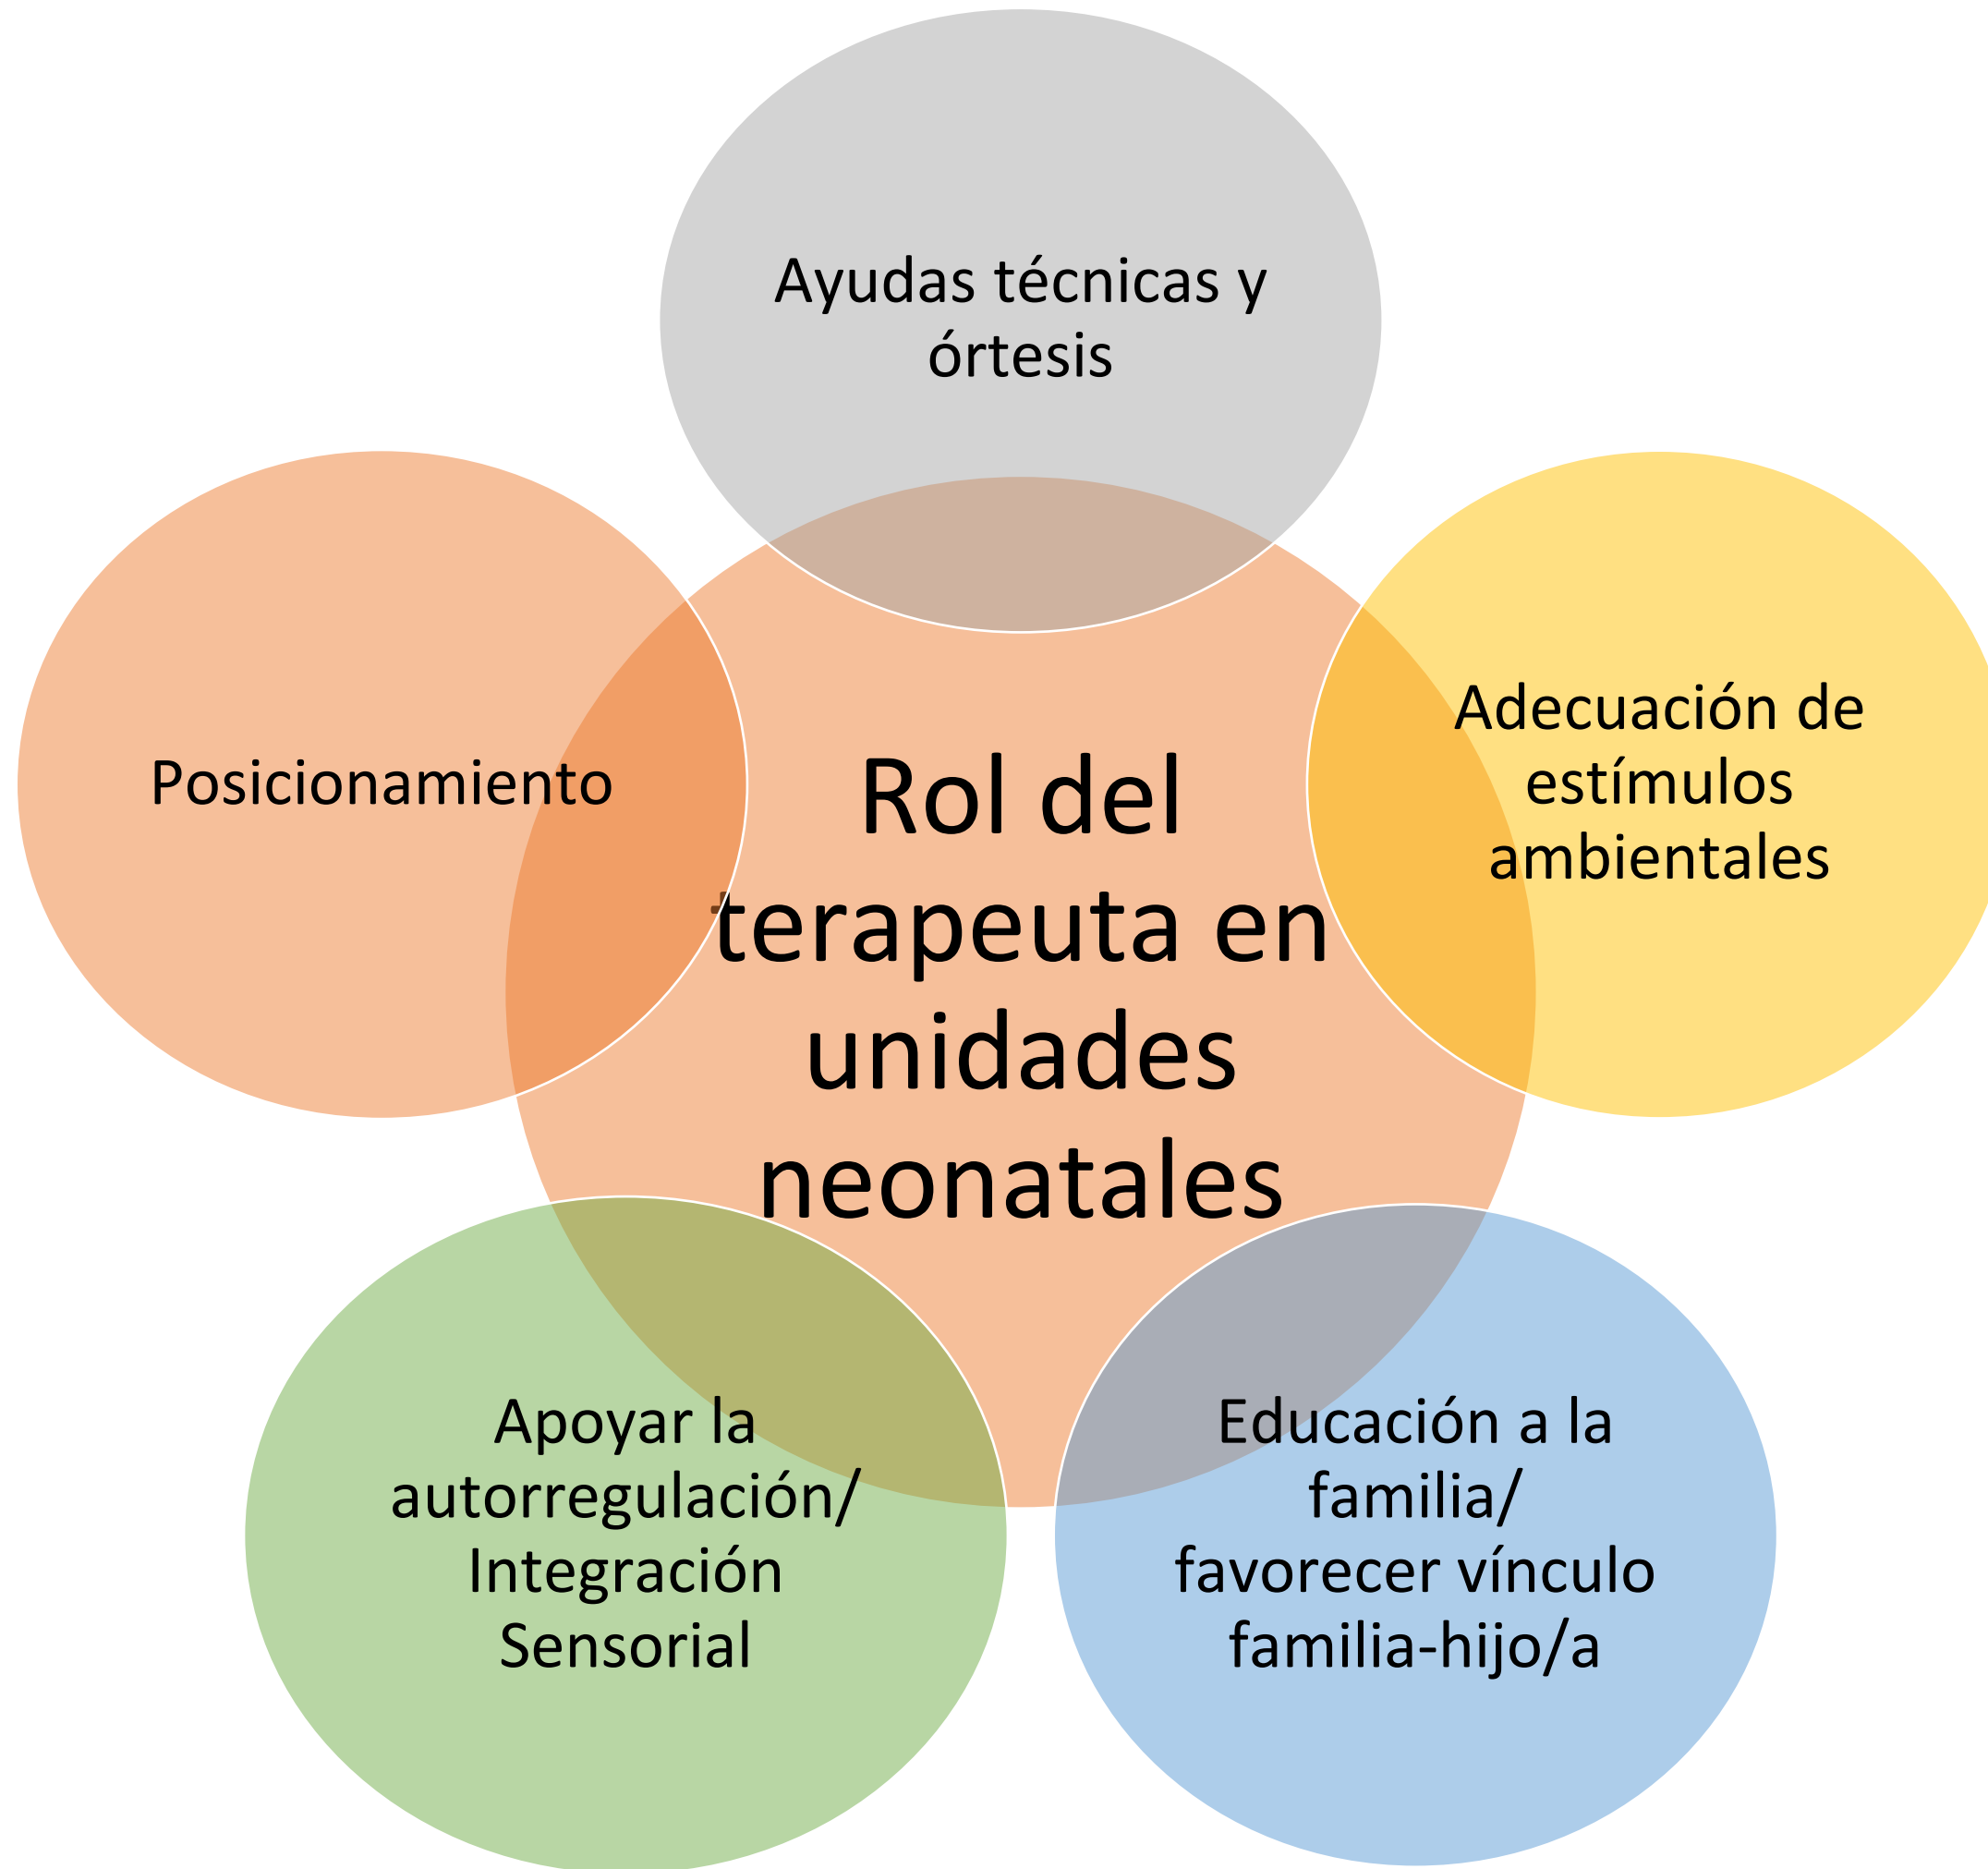 Ayudas técnicas y
órtesis
Posicionamiento
Rol del
terapeuta en
unidades
neonatales
Adecuación de
estímulos
ambientales
Apoyar la
autorregulación/
Integración
Sensorial
Educación a la
familia/
favorecer vínculo
familia-hijo/a